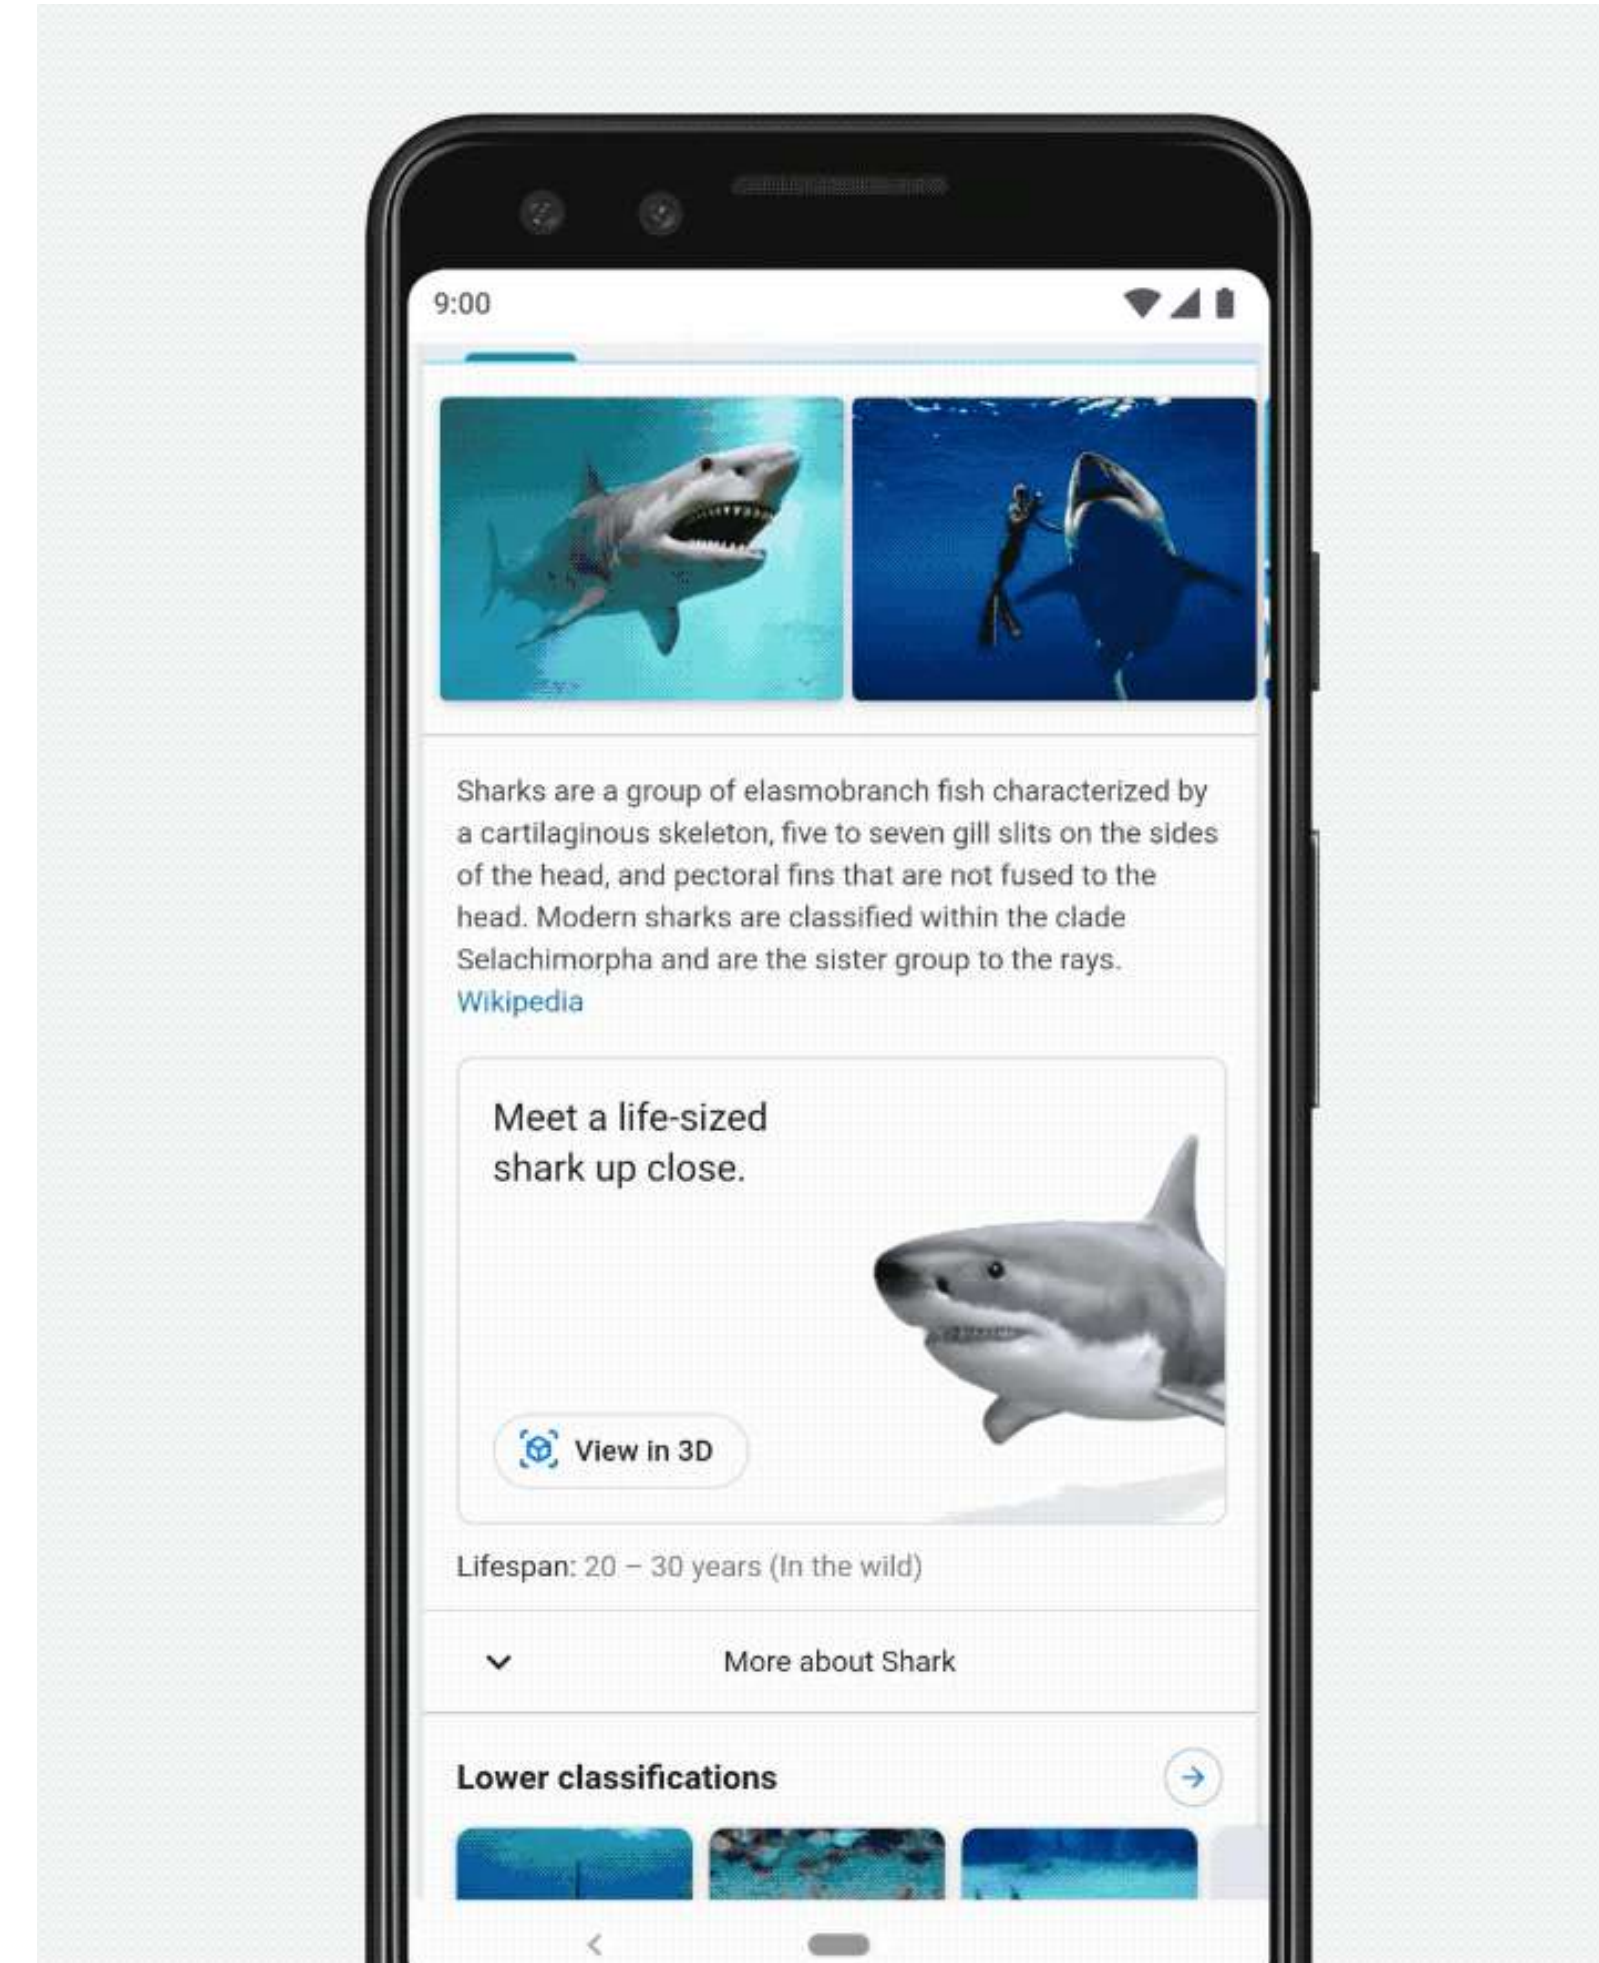 9:00
Sharks are a group of elasmobranch fish characterized by
a cartilaginous skeleton, five to seven gill slits on the sides
of the head, and pectoral fins that are not fused to the
head. Modern sharks are classified within the clade
Selachimorpha and are the sister group to the rays.
Wikipedia
Meet a life-sized
shark up close.
View in 3D
Lifespan: 20 – 30 years (In the wild)
More about Shark
Lower classifications